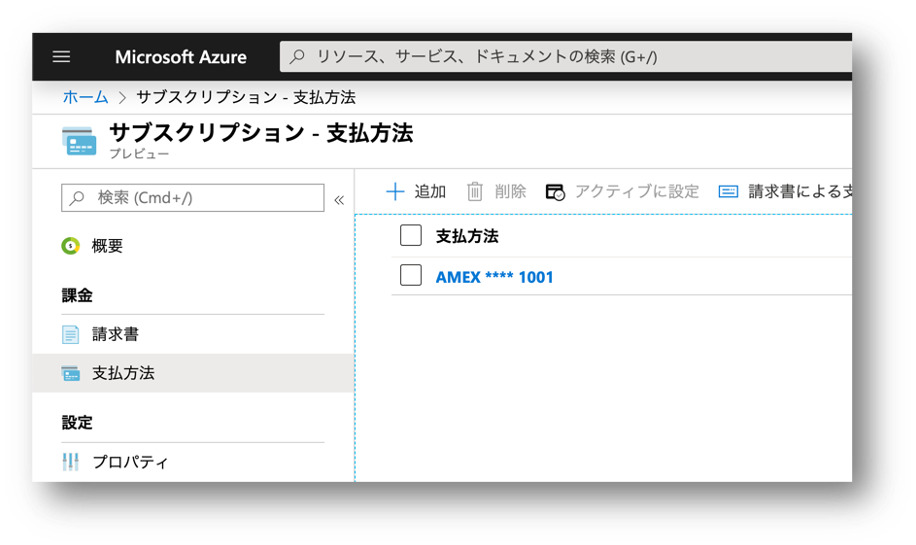 Microsoft Azure
リソース、サービス、ドキュメントの検索 (G+/)
ホーム > サブスクリプション - 支払方法
サブスクリプション - 支払方法
プレビュー
検索 (Cmd+/)
«
追加 削除 アクティブに設定 請求書による支
概要
課金
請求書
支払方法
設定
プロパティ
支払方法
AMEX **** 1001